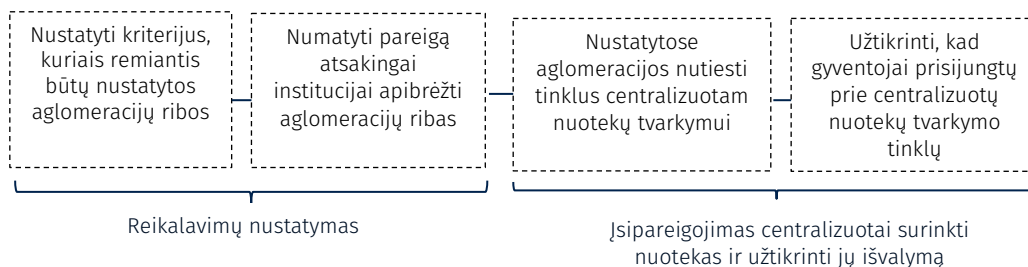 Nustatyti kriterijus,
kuriais remiantis
būtų nustatytos
aglomeracijų ribos
Numatyti pareigą
atsakingai
institucijai apibrėžti
aglomeracijų ribas
Nustatytose
aglomeracijos nutiesti
tinklus centralizuotam
nuotekų tvarkymui
Užtikrinti, kad
gyventojai prisijungtų
prie centralizuotų
nuotekų tvarkymo
tinklų
Reikalavimų nustatymas
Įsipareigojimas centralizuotai surinkti
nuotekas ir užtikrinti jų išvalymą